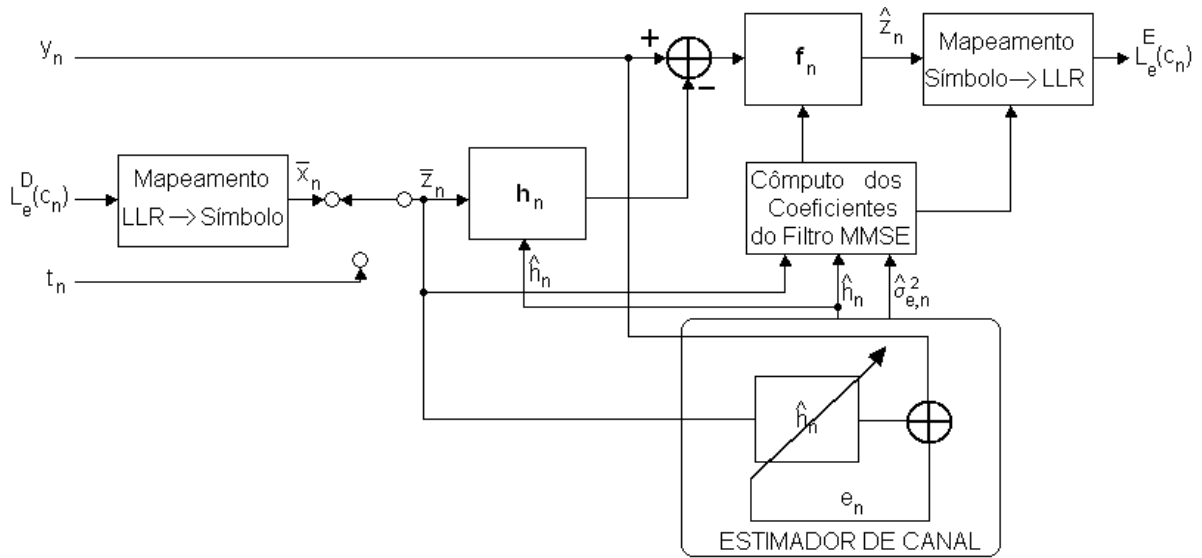 y_n
+
−
f_n
ẑ_n
Mapeamento
Símbolo→LLR
L_e^E(c_n)
L_e^D(c_n)
Mapeamento
LLR→Símbolo
x̅_n
z̅_n
h_n
Cômputo dos
Coeficientes
do Filtro MMSE
t_n
ĥ_n
ĥ_n
σ̂²_{e,n}
ĥ_n
e_n
ESTIMADOR DE CANAL